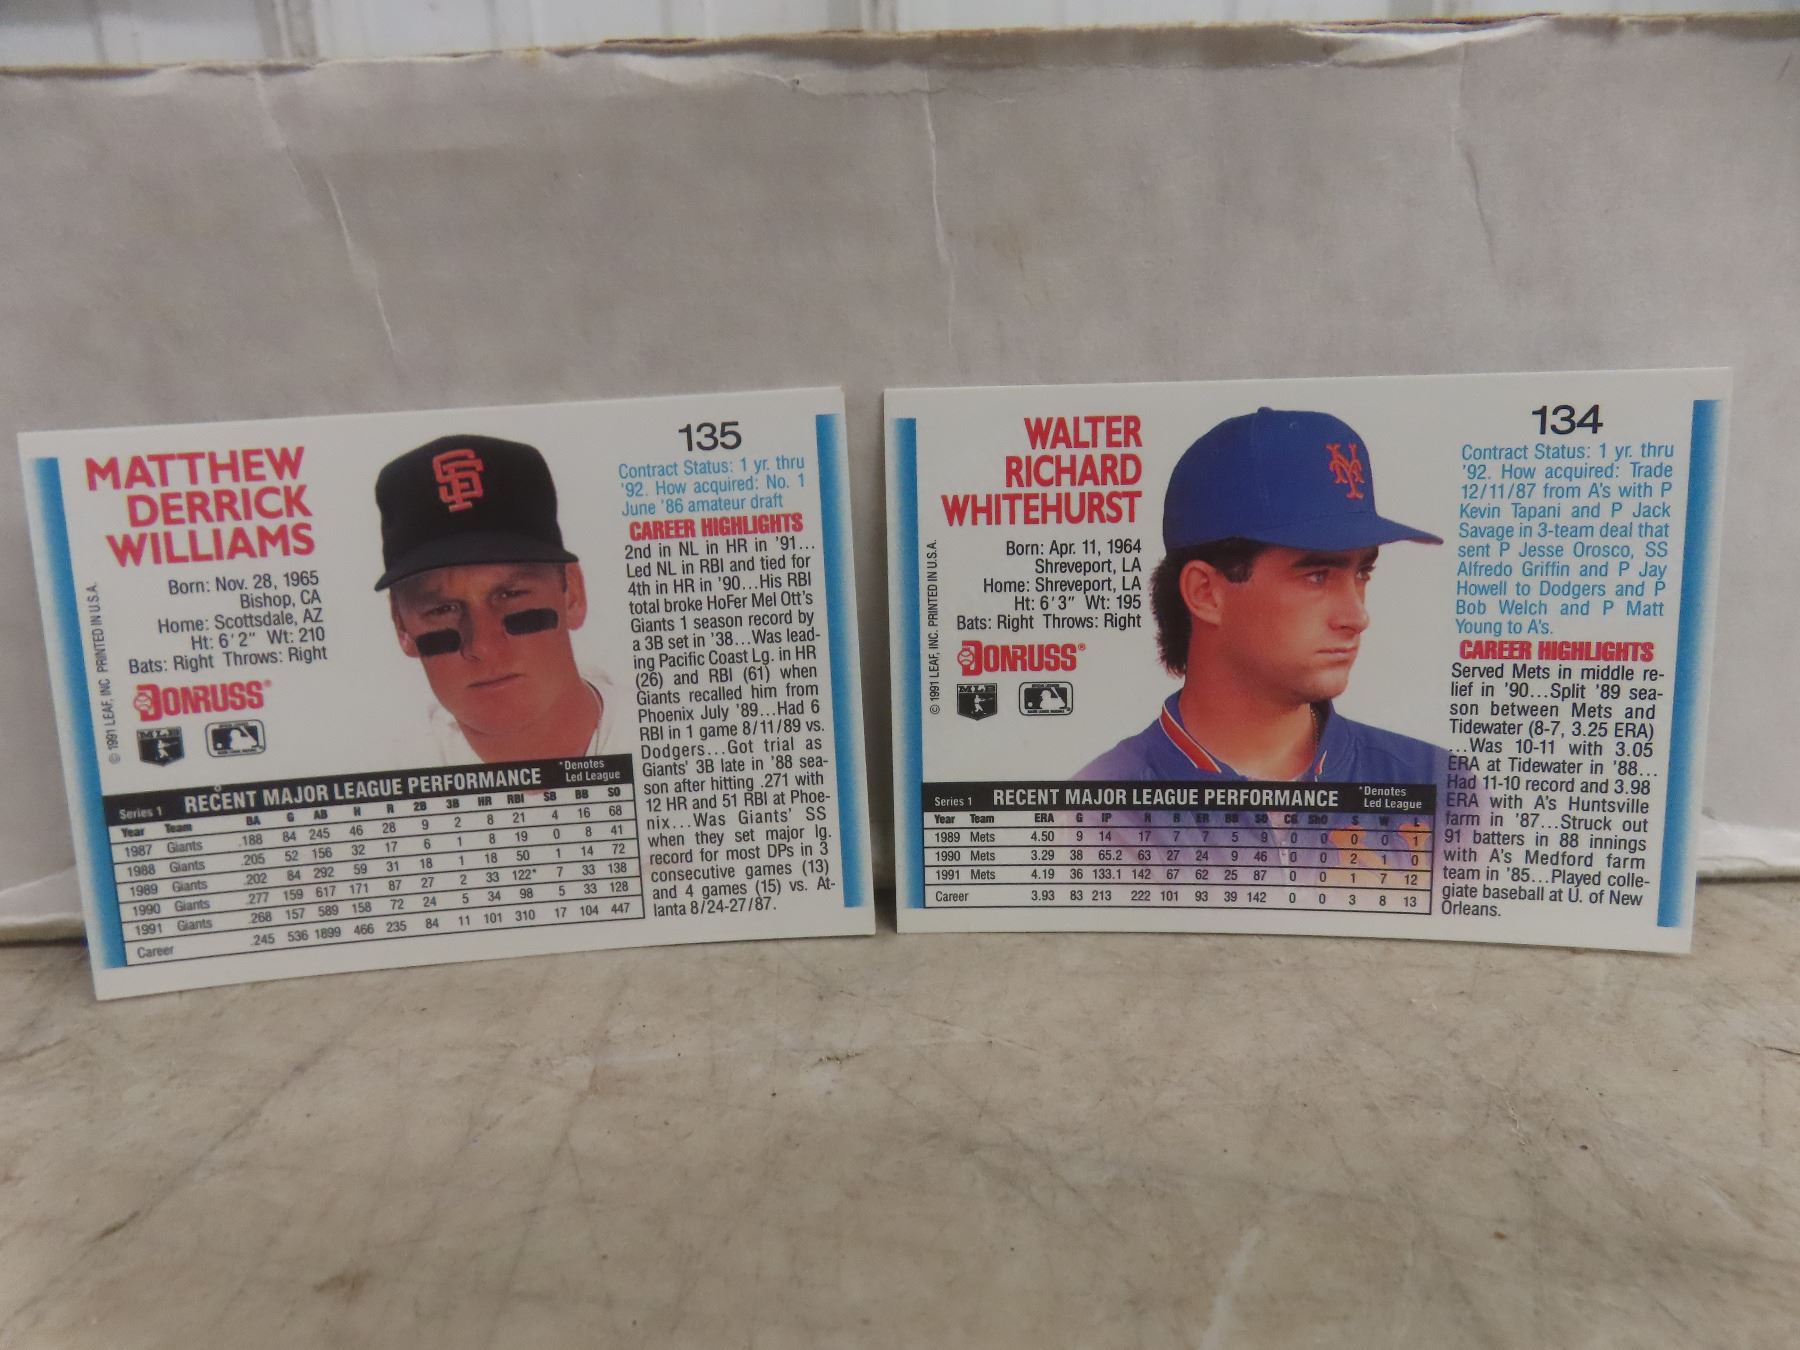 MATTHEW
DERRICK
WILLIAMS
Born: Nov. 28, 1965
Bishop, CA
Home: Scottsdale, AZ
Ht: 6'2" Wt: 210
Bats: Right Throws: Right
DONRUSS®
MLB
© 1991 LEAF, INC. PRINTED IN U.S.A.
SF
135
Contract Status: 1 yr. thru
'92. How acquired: No. 1
June '86 amateur draft
CAREER HIGHLIGHTS
2nd in NL in HR in '91...
Led NL in RBI and tied for
4th in HR in '90...His RBI
total broke HoFer Mel Ott's
Giants 1 season record by
a 3B set in '38...Was lead-
ing Pacific Coast Lg. in HR
(26) and RBI (61) when
Giants recalled him from
Phoenix July '89...Had 6
RBI in 1 game 8/11/89 vs.
Dodgers...Got trial as
Giants' 3B late in '88 sea-
son after hitting .271 with
12 HR and 51 RBI at Phoe-
nix...Was Giants' SS
when they set major lg.
record for most DPs in 3
consecutive games (13)
and 4 games (15) vs. At-
lanta 8/24-27/87.
Series 1 RECENT MAJOR LEAGUE PERFORMANCE *Denotes
Led League
Year Team BA G AB H R 2B 3B HR RBI SB BB SO
1987 Giants .188 84 245 46 28 9 2 8 21 4 16 68
1988 Giants .205 52 156 32 17 6 1 8 19 0 8 41
1989 Giants .202 84 292 59 31 18 1 18 50 1 14 72
1990 Giants .277 159 617 171 87 27 2 33 122* 7 33 138
1991 Giants .268 157 589 158 72 24 5 34 98 5 33 128
Career .245 536 1899 466 235 84 11 101 310 17 104 447
WALTER
RICHARD
WHITEHURST
Born: Apr. 11, 1964
Shreveport, LA
Home: Shreveport, LA
Ht: 6'3" Wt: 195
Bats: Right Throws: Right
DONRUSS®
MLB
© 1991 LEAF, INC. PRINTED IN U.S.A.
NY
134
Contract Status: 1 yr. thru
'92. How acquired: Trade
12/11/87 from A's with P
Kevin Tapani and P Jack
Savage in 3-team deal that
sent P Jesse Orosco, SS
Alfredo Griffin and P Jay
Howell to Dodgers and P
Bob Welch and P Matt
Young to A's.
CAREER HIGHLIGHTS
Served Mets in middle re-
lief in '90...Split '89 sea-
son between Mets and
Tidewater (8-7, 3.25 ERA)
...Was 10-11 with 3.05
ERA at Tidewater in '88...
Had 11-10 record and 3.98
ERA with A's Huntsville
farm in '87...Struck out
91 batters in 88 innings
with A's Medford farm
team in '85...Played colle-
giate baseball at U. of New
Orleans.
Series 1 RECENT MAJOR LEAGUE PERFORMANCE *Denotes
Led League
Year Team ERA G IP H R ER BB SO CG ShO S W L
1989 Mets 4.50 9 14 17 7 7 5 9 0 0 0 0 1
1990 Mets 3.29 38 65.2 63 27 24 9 46 0 0 2 1 0
1991 Mets 4.19 36 133.1 142 67 62 25 87 0 0 1 7 12
Career 3.93 83 213 222 101 93 39 142 0 0 3 8 13